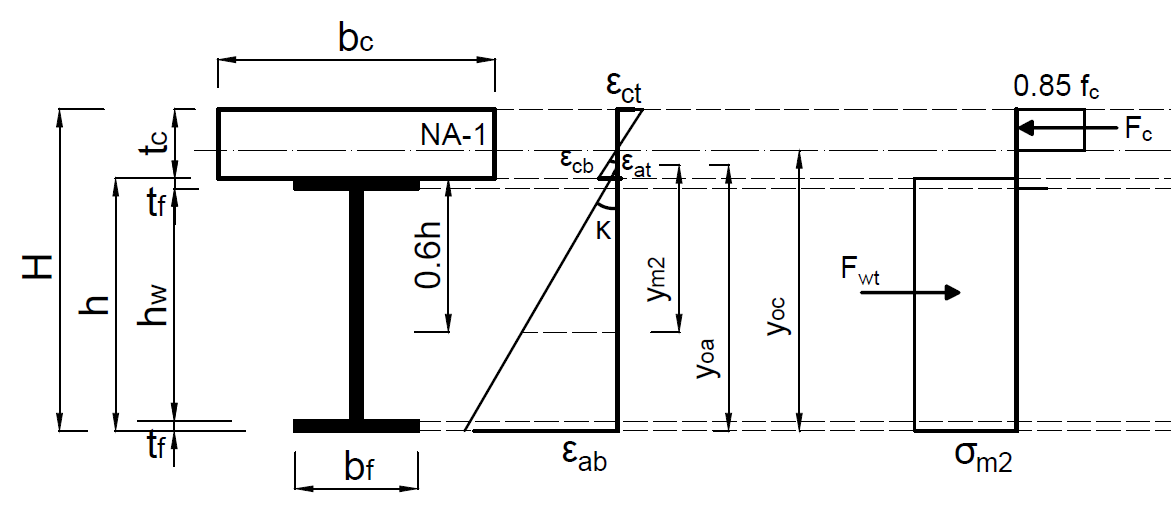 bc
εct
0.85 fc
Fc
NA-1
tc
εcb
εat
tf
K
0.6h
ym2
H
h
hw
yoa
yoc
Fwt
tf
bf
εab
σm2